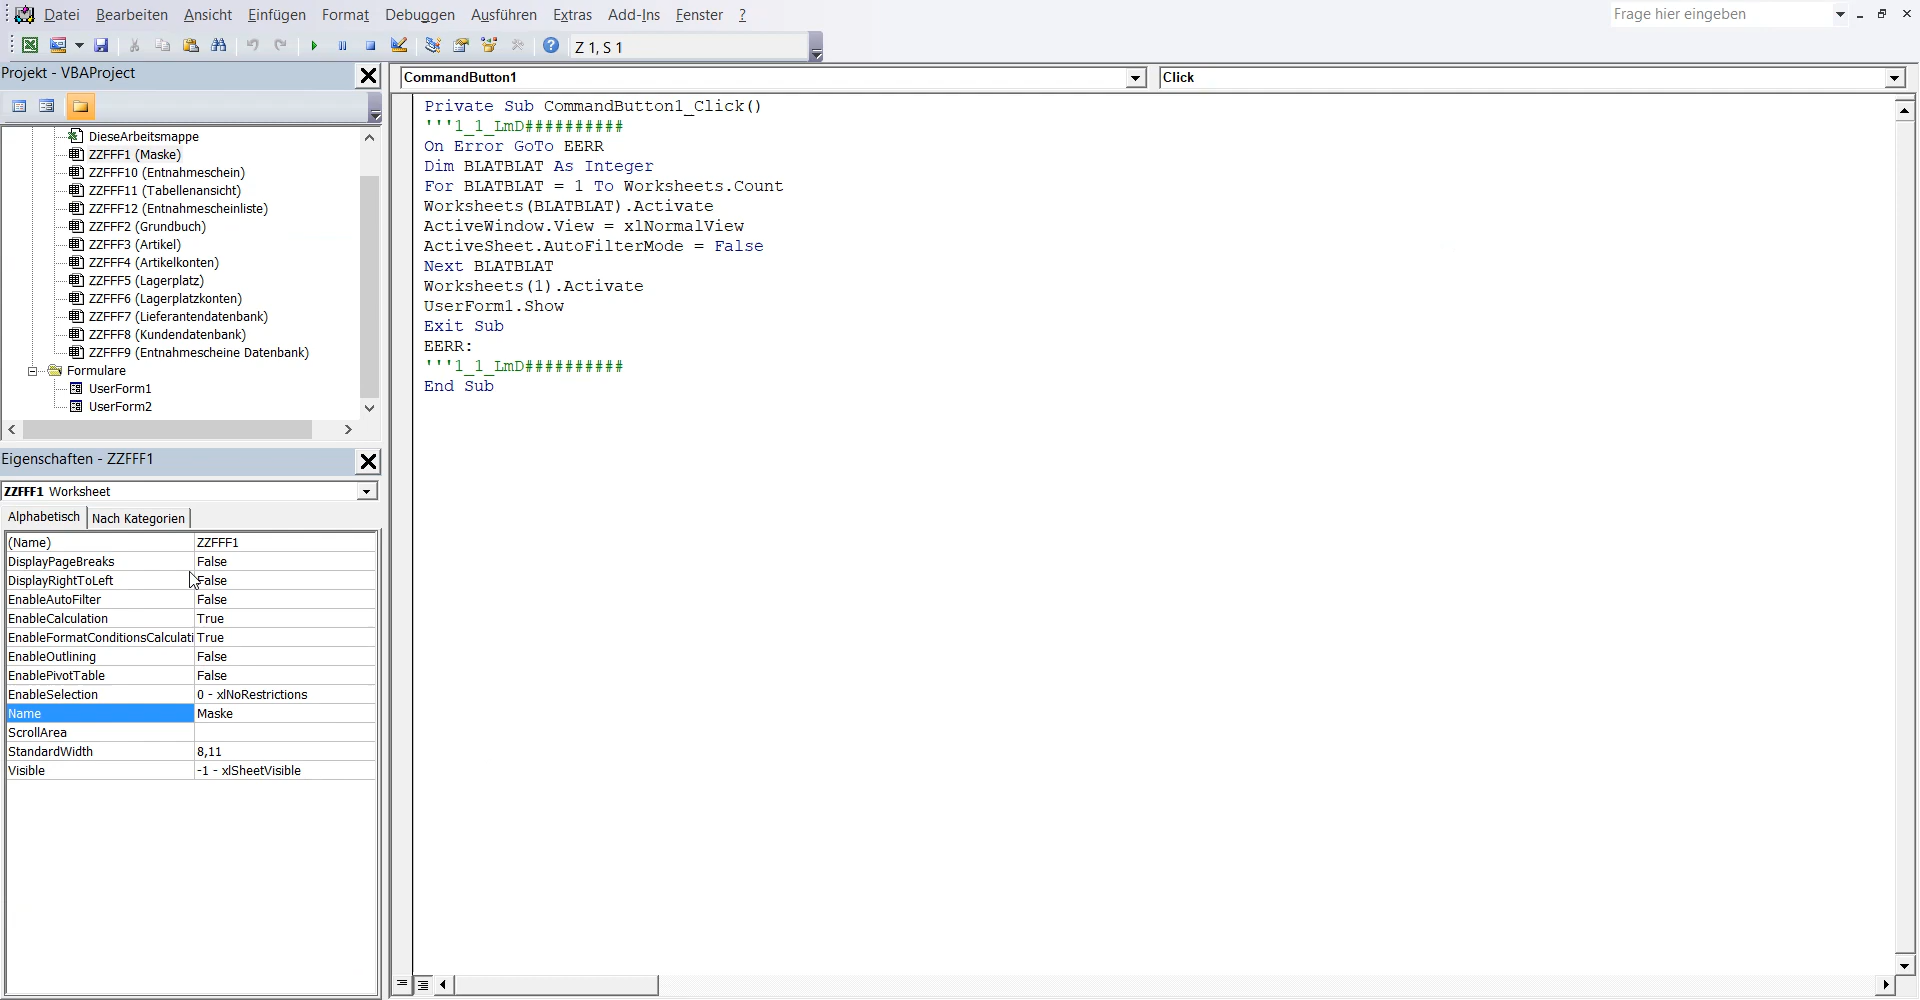 Datei Bearbeiten Ansicht Einfügen Format Debuggen Ausführen Extras Add-Ins Fenster ? Frage hier eingeben
Z 1, S 1
Projekt - VBAProject
DieseArbeitsmappe
ZZFFF1 (Maske)
ZZFFF10 (Entnahmeschein)
ZZFFF11 (Tabellenansicht)
ZZFFF12 (Entnahmescheinliste)
ZZFFF2 (Grundbuch)
ZZFFF3 (Artikel)
ZZFFF4 (Artikelkonten)
ZZFFF5 (Lagerplatz)
ZZFFF6 (Lagerplatzkonten)
ZZFFF7 (Lieferantendatenbank)
ZZFFF8 (Kundendatenbank)
ZZFFF9 (Entnahmescheine Datenbank)
Formulare
UserForm1
UserForm2
Eigenschaften - ZZFFF1
ZZFFF1 Worksheet
Alphabetisch Nach Kategorien
(Name) ZZFFF1
DisplayPageBreaks False
DisplayRightToLeft False
EnableAutoFilter False
EnableCalculation True
EnableFormatConditionsCalculati True
EnableOutlining False
EnablePivotTable False
EnableSelection 0 - xlNoRestrictions
Name Maske
ScrollArea
StandardWidth 8,11
Visible -1 - xlSheetVisible
CommandButton1 Click
Private Sub CommandButton1_Click()
'''1_1_LmD##########
On Error GoTo EERR
Dim BLATBLAT As Integer
For BLATBLAT = 1 To Worksheets.Count
Worksheets(BLATBLAT).Activate
ActiveWindow.View = xlNormalView
ActiveSheet.AutoFilterMode = False
Next BLATBLAT
Worksheets(1).Activate
UserForm1.Show
Exit Sub
EERR:
'''1_1_LmD##########
End Sub